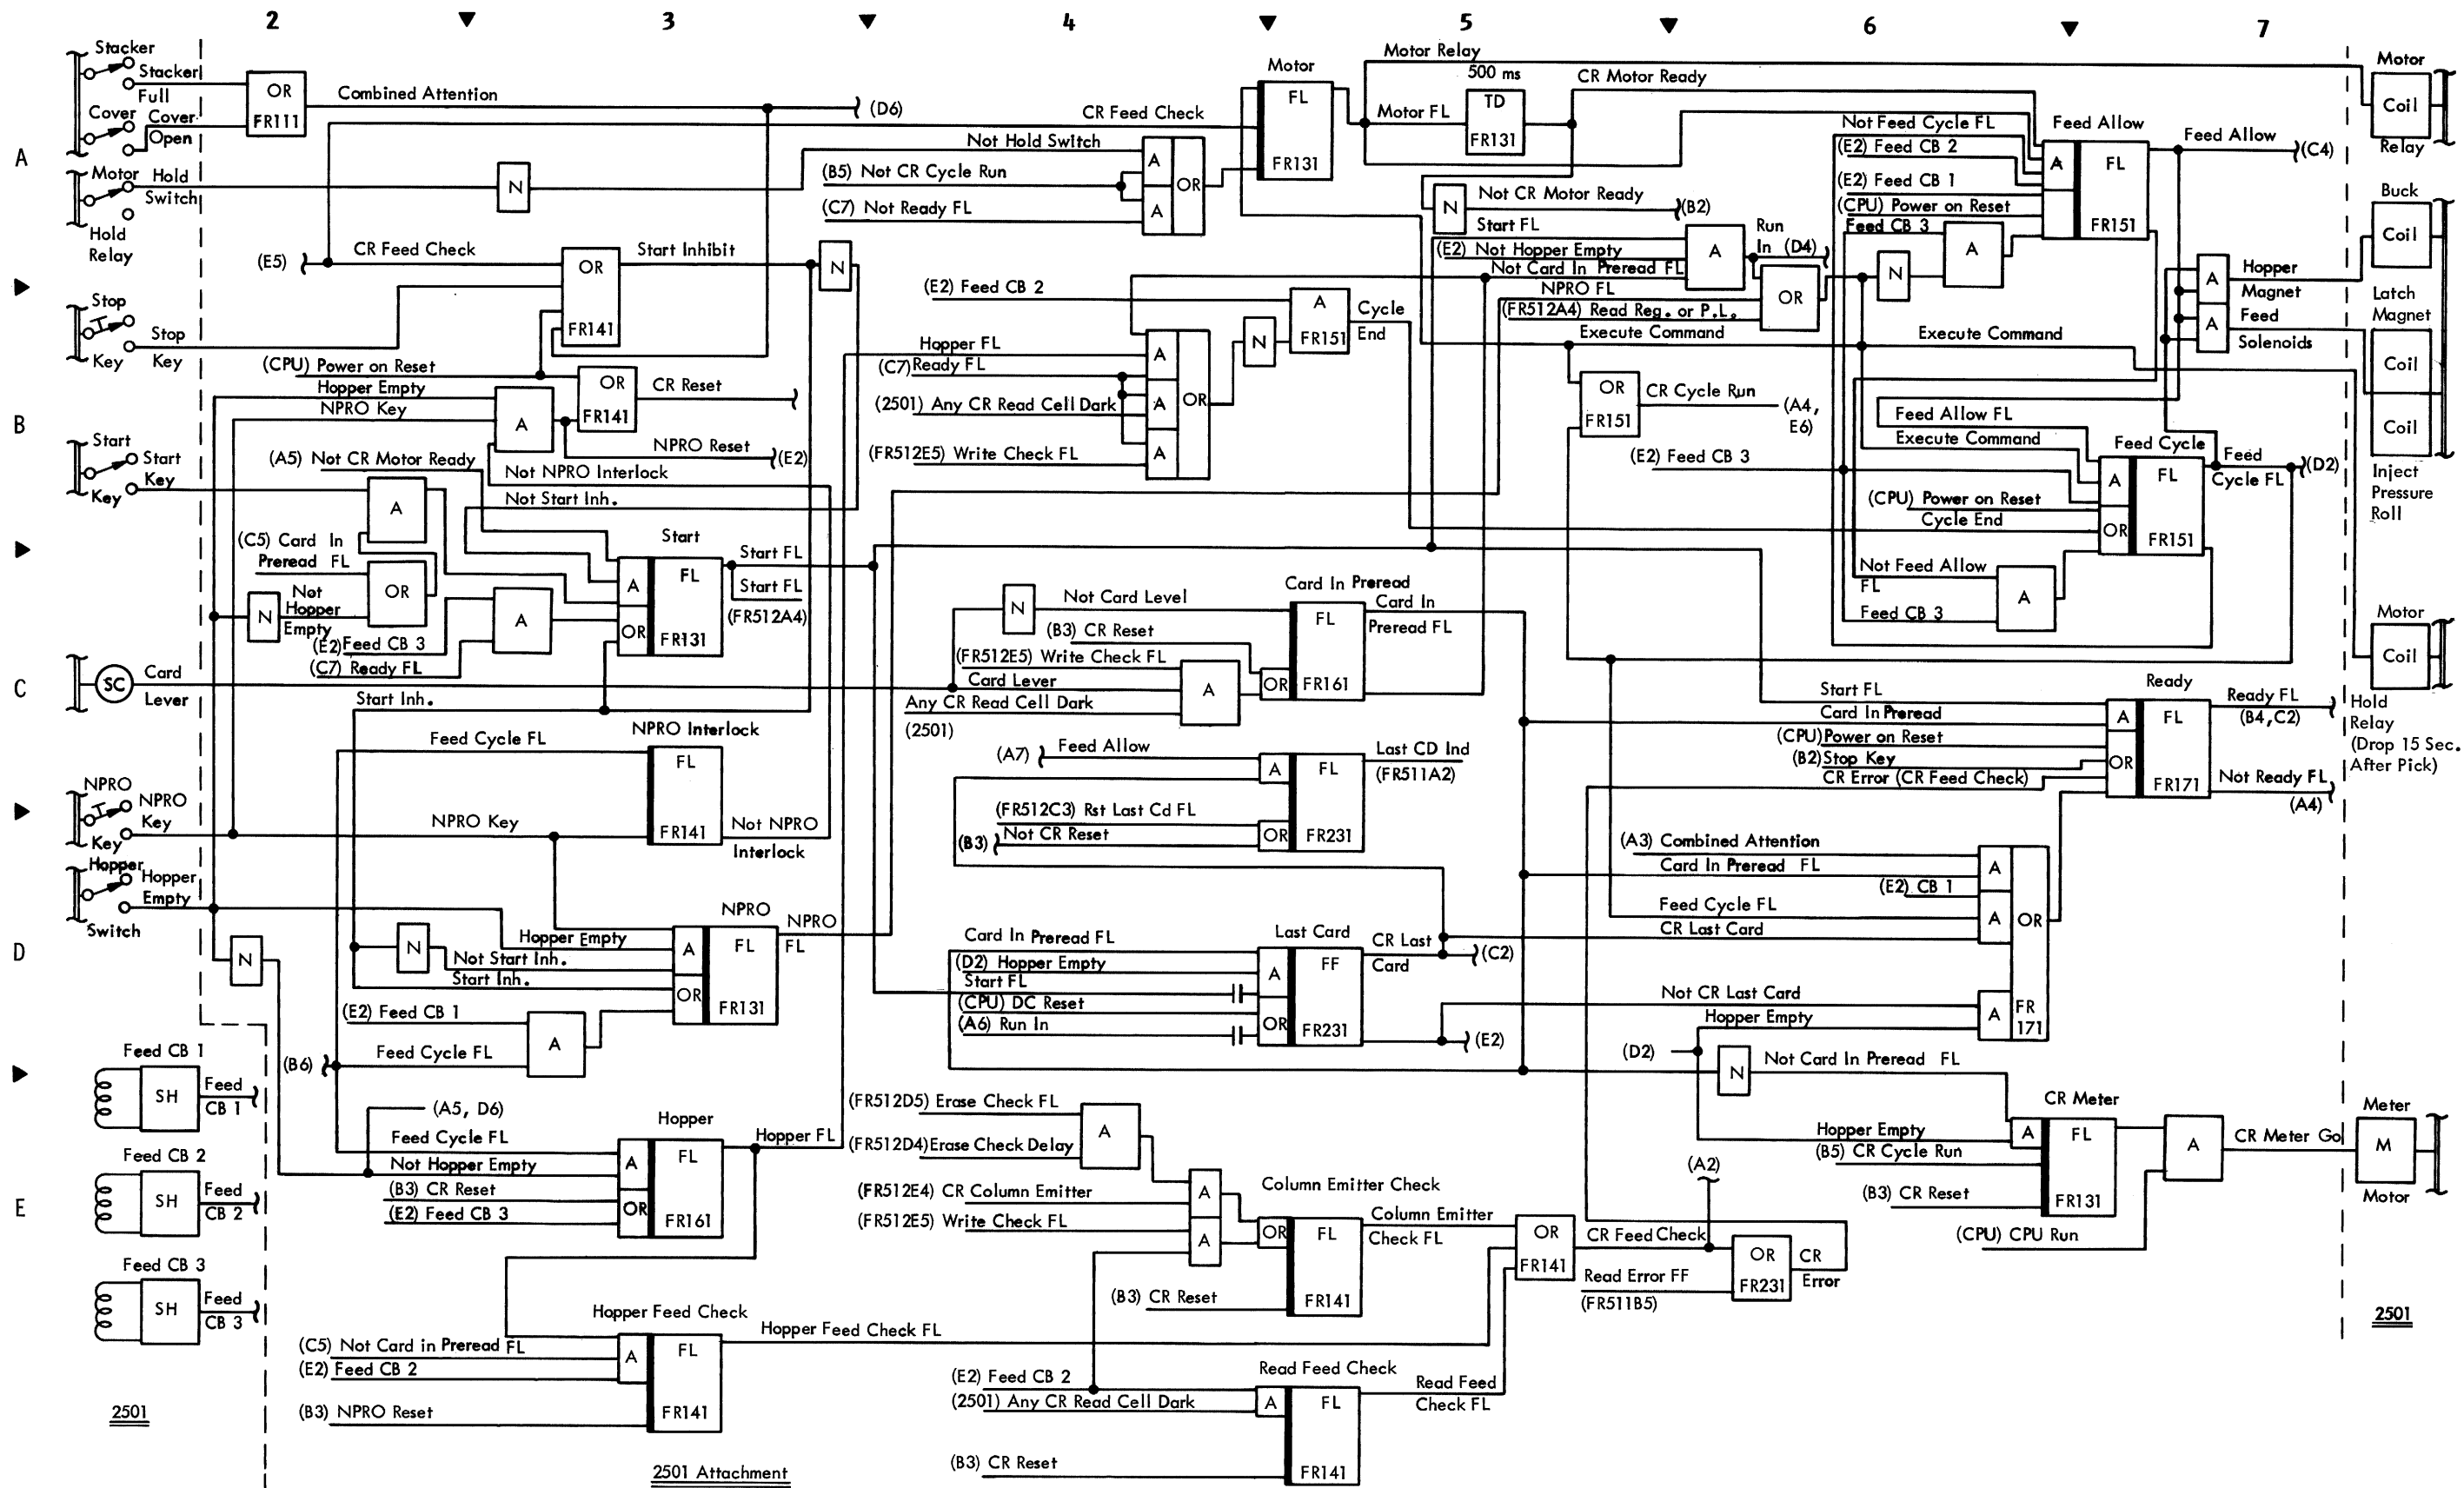 2 3 4 5 6 7
A
B
C
D
E
Stacker
Stacker
Full
Cover Cover
Open
Motor Hold
Switch
Hold
Relay
Stop
Stop
Key Key
Start
Start
Key
Key
SC
Card
Lever
NPRO
NPRO
Key
Key
Hopper
Hopper
Empty
Switch
Feed CB 1
SH
Feed
CB 1
Feed CB 2
SH
Feed
CB 2
Feed CB 3
SH
Feed
CB 3
2501
OR
FR111
Combined Attention
(D6)
CR Feed Check
N
Not Hold Switch
(B5) Not CR Cycle Run
(C7) Not Ready FL
A
A
OR
Motor
FL
FR131
Motor Relay
500 ms
Motor FL
TD
FR131
CR Motor Ready
N
Not CR Motor Ready
(B2)
Start FL
(E2) Not Hopper Empty
Not Card In Preread FL
A
Run
In (D4)
NPRO FL
(FR512A4) Read Reg. or P.L.
OR
N
Execute Command
Execute Command
Not Feed Cycle FL
(E2) Feed CB 2
(E2) Feed CB 1
(CPU) Power on Reset
Feed CB 3
A
Feed Allow
A
FL
FR151
Feed Allow
(C4)
A
A
Hopper
Magnet
Feed
Solenoids
Motor
Coil
Relay
Buck
Coil
Latch
Magnet
Coil
Coil
Inject
Pressure
Roll
(E5)
CR Feed Check
OR
FR141
Start Inhibit
N
(CPU) Power on Reset
Hopper Empty
NPRO Key
A
OR
FR141
CR Reset
NPRO Reset
(E2)
(A5) Not CR Motor Ready
Not NPRO Interlock
Not Start Inh.
A
(C5) Card In
Preread FL
OR
N
Not
Hopper
Empty
(E2) Feed CB 3
(C7) Ready FL
A
Start
A
OR
FL
FR131
Start FL
Start FL
(FR512A4)
Start Inh.
(E2) Feed CB 2
Hopper FL
(C7) Ready FL
(2501) Any CR Read Cell Dark
(FR512E5) Write Check FL
A
A
A
OR
N
A
FR151
Cycle
End
OR
FR151
CR Cycle Run
(A4,
E6)
(E2) Feed CB 3
Feed Allow FL
Execute Command
(CPU) Power on Reset
Cycle End
Feed Cycle
A
OR
FL
FR151
Feed
Cycle FL
(D2)
Not Feed Allow
FL
Feed CB 3
A
N
Not Card Level
(B3) CR Reset
(FR512E5) Write Check FL
Card Lever
Any CR Read Cell Dark
(2501)
A
Card In Preread
OR
FL
FR161
Card In
Preread FL
Motor
Coil
Hold
Relay
(Drop 15 Sec.
After Pick)
Start FL
Card In Preread
(CPU) Power on Reset
(B2) Stop Key
CR Error (CR Feed Check)
Ready
A
OR
FL
FR171
Ready FL
(B4,C2)
Not Ready FL
(A4)
Feed Cycle FL
NPRO Interlock
FL
FR141
NPRO Key
Not NPRO
Interlock
(A7)
Feed Allow
(FR512C3) Rst Last Cd FL
(B3) Not CR Reset
A
OR
FL
FR231
Last CD Ind
(FR511A2)
(A3) Combined Attention
Card In Preread FL
(E2) CB 1
Feed Cycle FL
CR Last Card
Not CR Last Card
Hopper Empty
A
A
A
OR
FR
171
N
N
Hopper Empty
Not Start Inh.
Start Inh.
(E2) Feed CB 1
Feed Cycle FL
(B6)
A
NPRO
A
OR
FL
FR131
NPRO
FL
Card In Preread FL
(D2) Hopper Empty
Start FL
(CPU) DC Reset
(A6) Run In
Last Card
A
OR
FF
FR231
CR Last
Card
(C2)
(E2)
(D2)
N
Not Card In Preread FL
Hopper Empty
(B5) CR Cycle Run
(B3) CR Reset
CR Meter
A
FL
FR131
A
CR Meter Go
(CPU) CPU Run
Meter
M
Motor
(A5, D6)
Feed Cycle FL
Not Hopper Empty
(B3) CR Reset
(E2) Feed CB 3
Hopper
A
OR
FL
FR161
Hopper FL
(FR512D5) Erase Check FL
(FR512D4) Erase Check Delay
A
(FR512E4) CR Column Emitter
(FR512E5) Write Check FL
A
A
(B3) CR Reset
Column Emitter Check
OR
FL
FR141
Column Emitter
Check FL
OR
FR141
CR Feed Check
(A2)
Read Error FF
(FR511B5)
OR
FR231
CR
Error
Hopper Feed Check
(C5) Not Card in Preread FL
(E2) Feed CB 2
(B3) NPRO Reset
A
FL
FR141
Hopper Feed Check FL
(E2) Feed CB 2
(2501) Any CR Read Cell Dark
(B3) CR Reset
Read Feed Check
A
FL
FR141
Read Feed
Check FL
2501 Attachment
2501